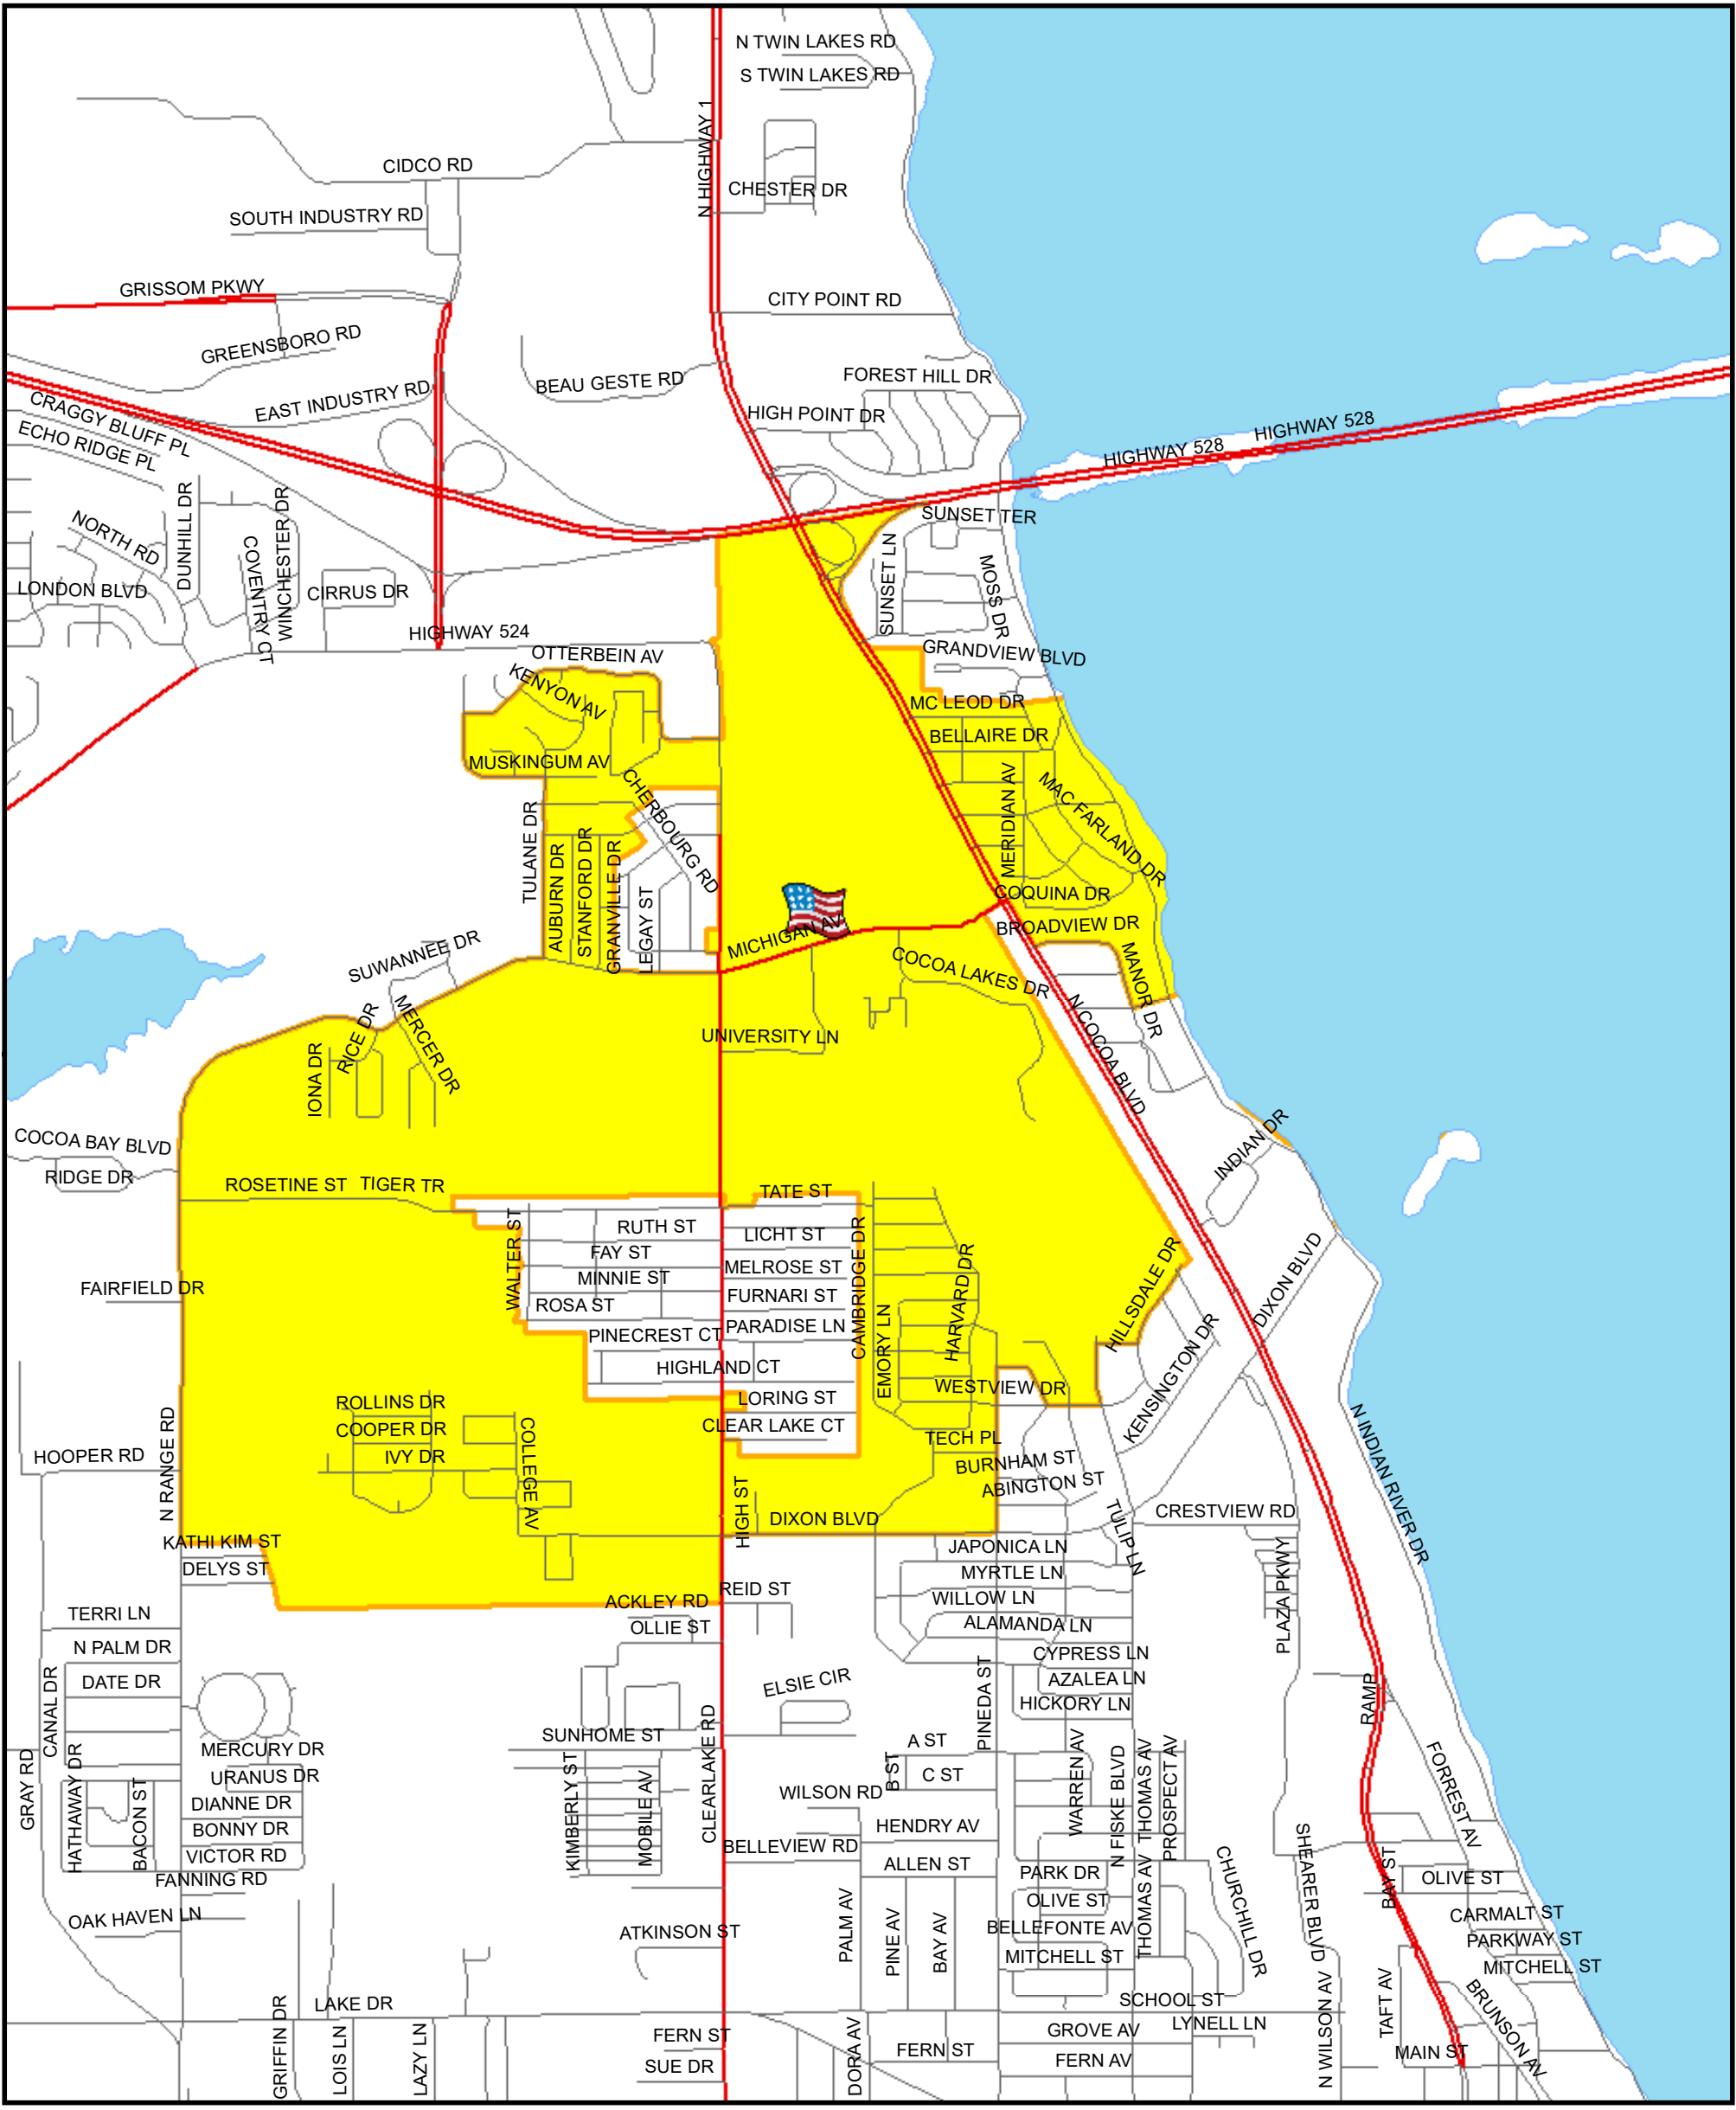 N TWIN LAKES RD
S TWIN LAKES RD
N HIGHWAY 1
CIDCO RD
CHESTER DR
SOUTH INDUSTRY RD
GRISSOM PKWY
CITY POINT RD
GREENSBORO RD
BEAU GESTE RD
FOREST HILL DR
EAST INDUSTRY RD
HIGH POINT DR
CRAGGY BLUFF PL
ECHO RIDGE PL
HIGHWAY 528
HIGHWAY 528
SUNSET TER
NORTH RD
DUNHILL DR
WINCHESTER DR
COVENTRY CT
SUNSET LN
MOSS DR
LONDON BLVD
CIRRUS DR
HIGHWAY 524
OTTERBEIN AV
GRANDVIEW BLVD
KENYON AV
MC LEOD DR
BELLAIRE DR
MUSKINGUM AV
CHERBOURG RD
MERIDIAN AV
MAC FARLAND DR
TULANE DR
AUBURN DR
STANFORD DR
GRANVILLE DR
LEGAY ST
COQUINA DR
MICHIGAN AV
BROADVIEW DR
SUWANNEE DR
COCOA LAKES DR
MANOR DR
N COCOA BLVD
IONA DR
RICE DR
MERCER DR
UNIVERSITY LN
COCOA BAY BLVD
RIDGE DR
INDIAN DR
ROSETINE ST
TIGER TR
TATE ST
WALTER ST
RUTH ST
LICHT ST
FAY ST
MELROSE ST
MINNIE ST
FAIRFIELD DR
FURNARI ST
ROSA ST
CAMBRIDGE DR
HARVARD DR
HILLSDALE DR
DIXON BLVD
PINECREST CT
PARADISE LN
EMORY LN
HIGHLAND CT
KENSINGTON DR
WESTVIEW DR
LORING ST
ROLLINS DR
COOPER DR
CLEAR LAKE CT
TECH PL
IVY DR
COLLEGE AV
N RANGE RD
HOOPER RD
BURNHAM ST
ABINGTON ST
N INDIAN RIVER DR
HIGH ST
DIXON BLVD
TULIP LN
CRESTVIEW RD
KATHI KIM ST
DELYS ST
JAPONICA LN
MYRTLE LN
PLAZA PKWY
REID ST
ACKLEY RD
WILLOW LN
TERRI LN
OLLIE ST
ALAMANDA LN
N PALM DR
CYPRESS LN
DATE DR
AZALEA LN
CANAL DR
ELSIE CIR
PINEDA ST
HICKORY LN
RAMP
SUNHOME ST
CLEARLAKE RD
A ST
MERCURY DR
GRAY RD
HATHAWAY DR
BACON ST
URANUS DR
KIMBERLY ST
MOBILE AV
B ST
C ST
WARREN AV
N FISKE BLVD
THOMAS AV
PROSPECT AV
FORREST AV
WILSON RD
DIANNE DR
HENDRY AV
BONNY DR
BELLEVIEW RD
VICTOR RD
ALLEN ST
PARK DR
FANNING RD
SHEARER BLVD
BAY ST
OLIVE ST
OLIVE ST
CHURCHILL DR
THOMAS AV
OAK HAVEN LN
PALM AV
PINE AV
BAY AV
CARMALT ST
ATKINSON ST
BELLEFONTE AV
PARKWAY ST
MITCHELL ST
MITCHELL ST
LAKE DR
SCHOOL ST
N WILSON AV
TAFT AV
BRUNSON AV
GRIFFIN DR
LOIS LN
LAZY LN
FERN ST
DORA AV
FERN ST
GROVE AV
LYNELL LN
SUE DR
FERN AV
MAIN ST